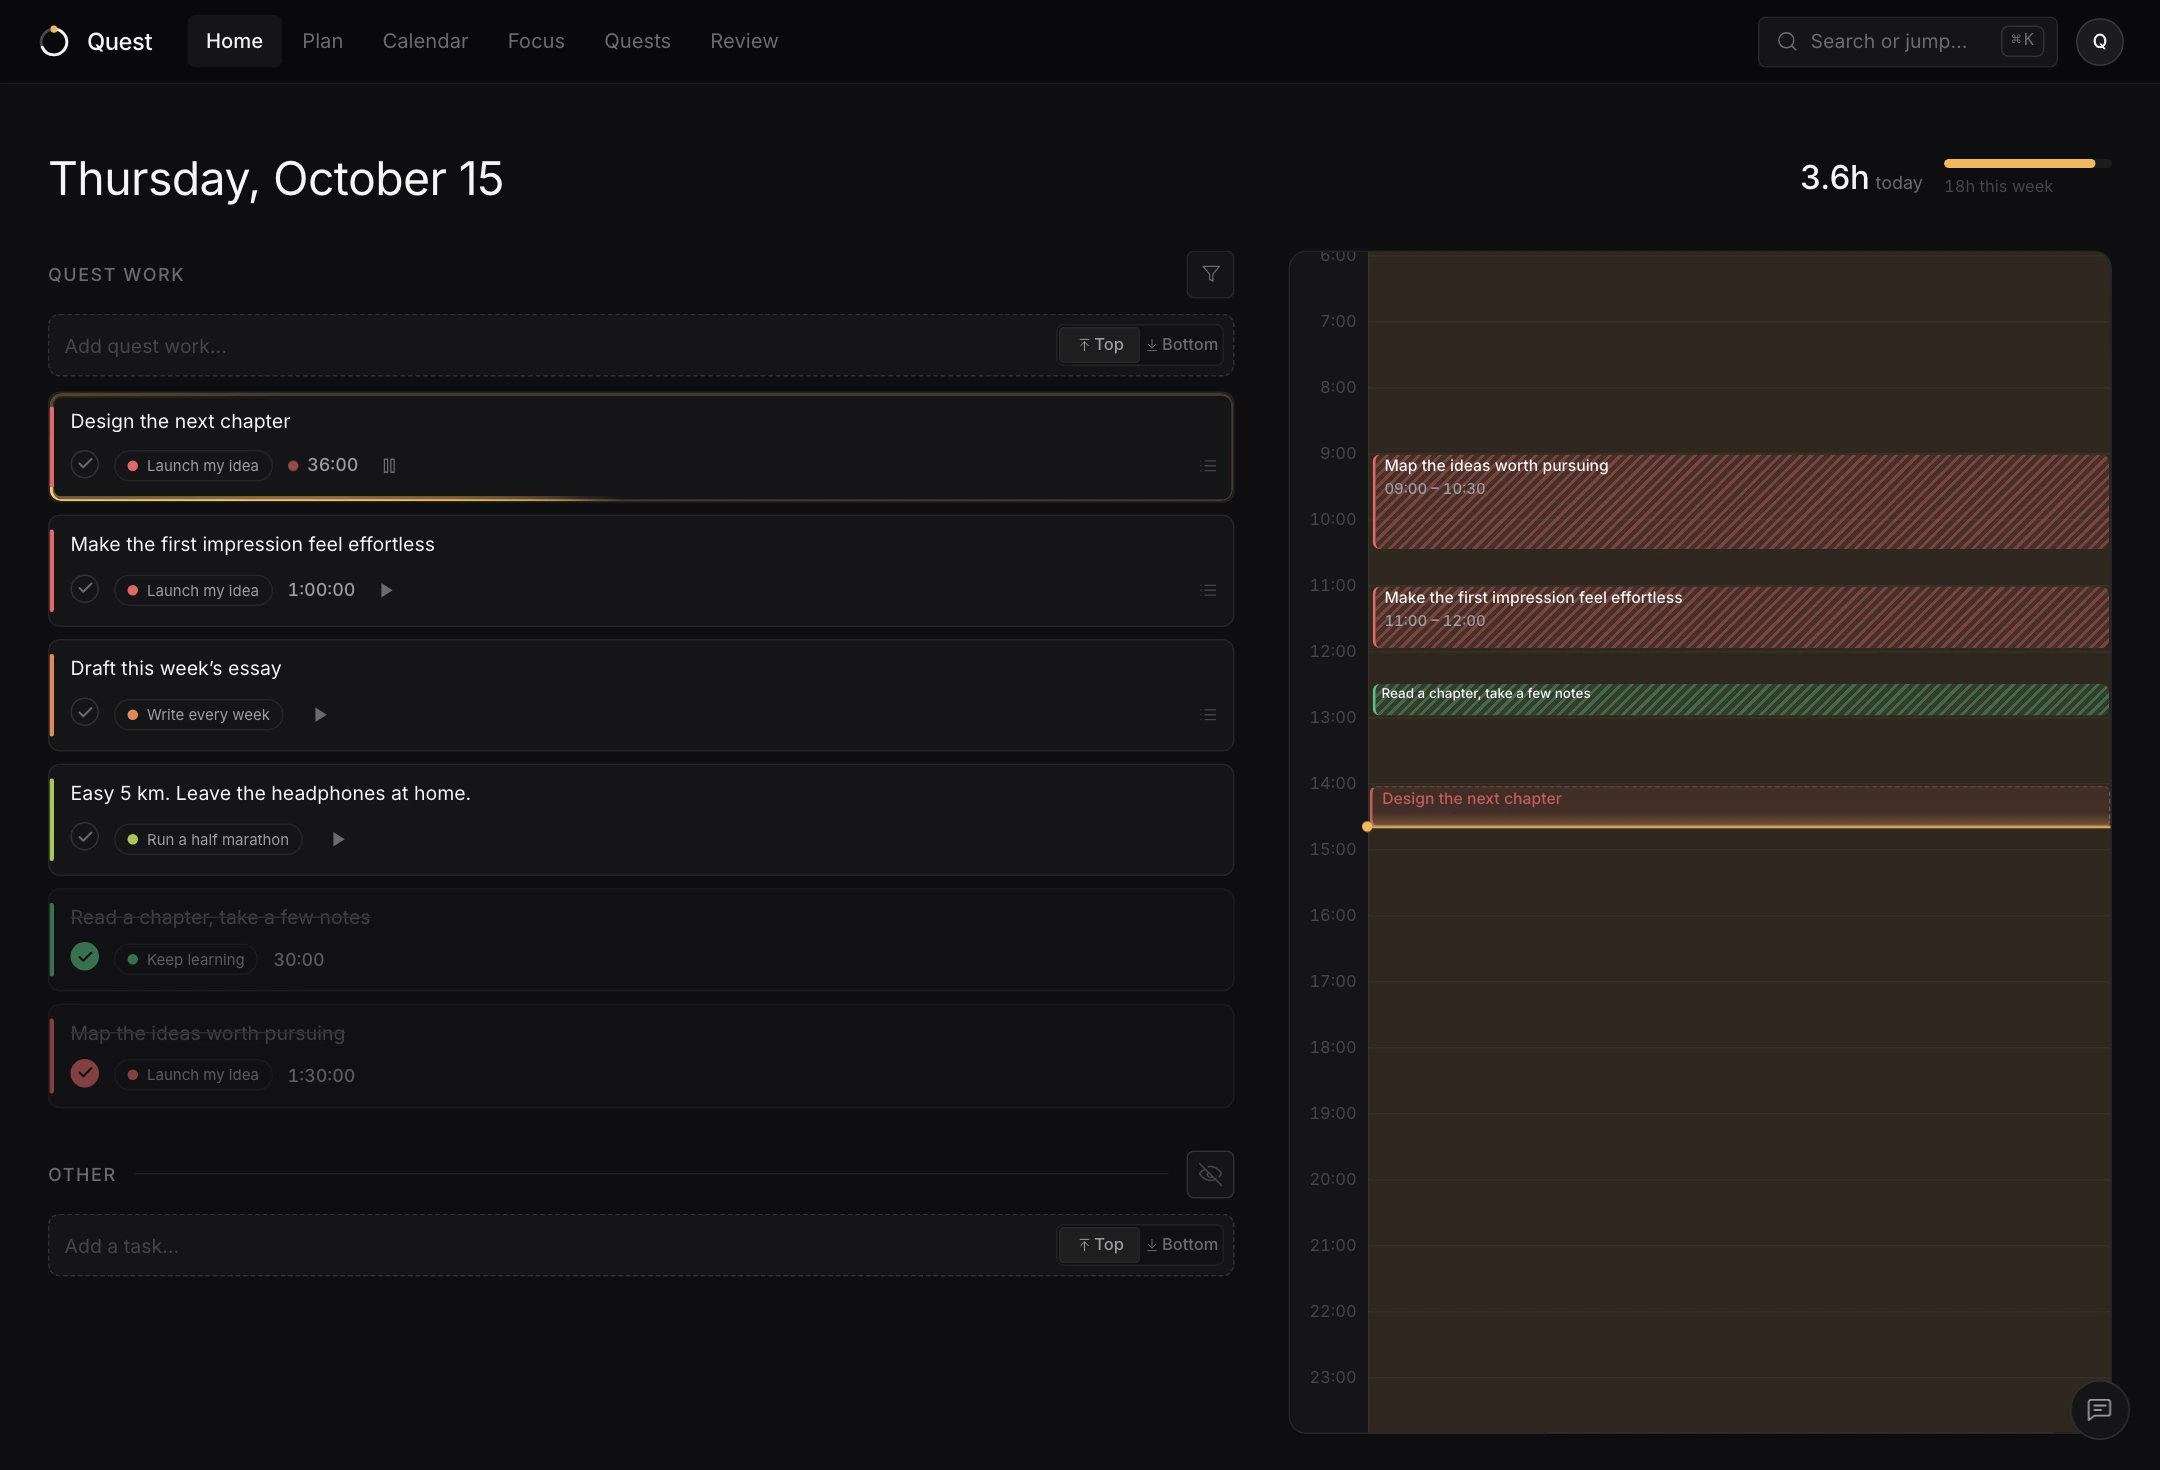 Quest
Home
Plan
Calendar
Focus
Quests
Review
Search or jump...
⌘K
Q
Thursday, October 15
3.6h today
18h this week
QUEST WORK
Add quest work...
Top
Bottom
Design the next chapter
Launch my idea
36:00
Make the first impression feel effortless
Launch my idea
1:00:00
Draft this week’s essay
Write every week
Easy 5 km. Leave the headphones at home.
Run a half marathon
Read a chapter, take a few notes
Keep learning
30:00
Map the ideas worth pursuing
Launch my idea
1:30:00
OTHER
Add a task...
Top
Bottom
6:00
7:00
8:00
9:00
Map the ideas worth pursuing
09:00 – 10:30
10:00
11:00
Make the first impression feel effortless
11:00 – 12:00
12:00
Read a chapter, take a few notes
13:00
14:00
Design the next chapter
15:00
16:00
17:00
18:00
19:00
20:00
21:00
22:00
23:00